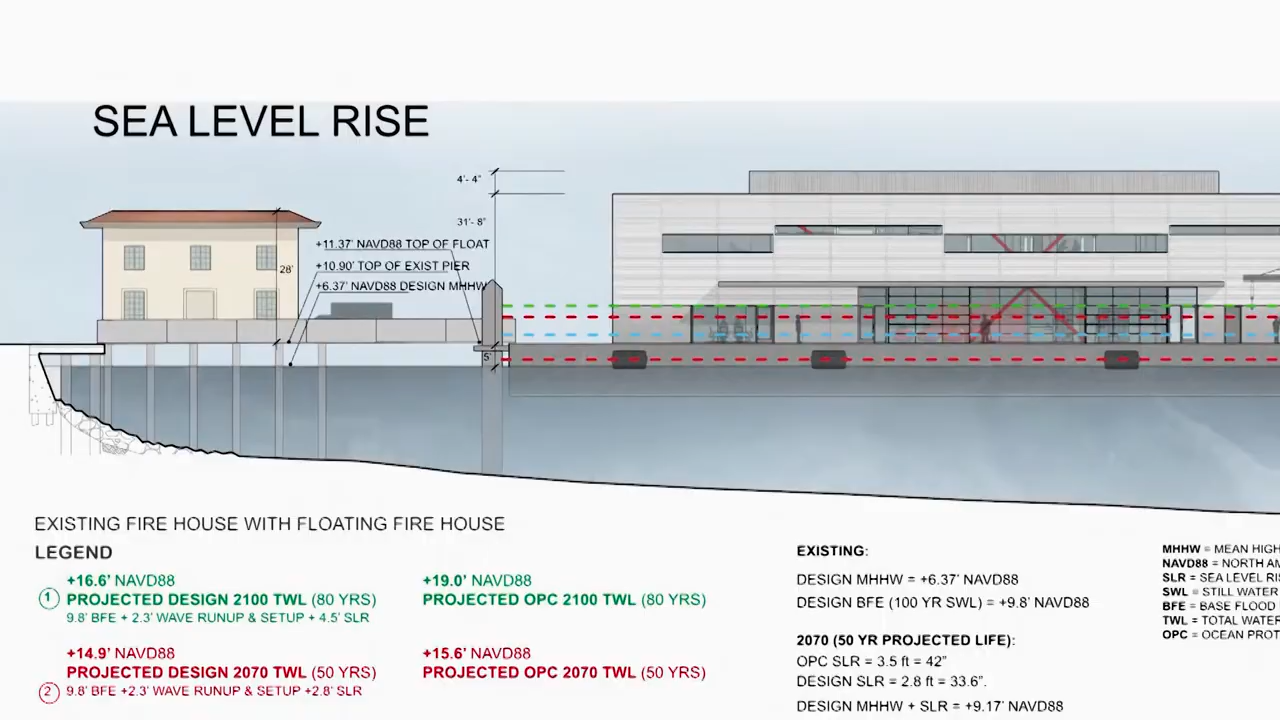 SEA LEVEL RISE
4'- 4"
31'- 8"
+11.37' NAVD88 TOP OF FLOAT
+10.90' TOP OF EXIST PIER
28'
+6.37' NAVD88 DESIGN MHHW
5'
EXISTING FIRE HOUSE WITH FLOATING FIRE HOUSE
LEGEND
+16.6' NAVD88
1 PROJECTED DESIGN 2100 TWL (80 YRS)
9.8' BFE + 2.3' WAVE RUNUP & SETUP + 4.5' SLR
+14.9' NAVD88
PROJECTED DESIGN 2070 TWL (50 YRS)
2 9.8' BFE +2.3' WAVE RUNUP & SETUP +2.8' SLR
+19.0' NAVD88
PROJECTED OPC 2100 TWL (80 YRS)
+15.6' NAVD88
PROJECTED OPC 2070 TWL (50 YRS)
EXISTING:
DESIGN MHHW = +6.37' NAVD88
DESIGN BFE (100 YR SWL) = +9.8' NAVD88
2070 (50 YR PROJECTED LIFE):
OPC SLR = 3.5 ft = 42"
DESIGN SLR = 2.8 ft = 33.6".
DESIGN MHHW + SLR = +9.17' NAVD88
MHHW = MEAN HIGH
NAVD88 = NORTH AM
SLR = SEA LEVEL RIS
SWL = STILL WATER
BFE = BASE FLOOD
TWL = TOTAL WATER
OPC = OCEAN PROT